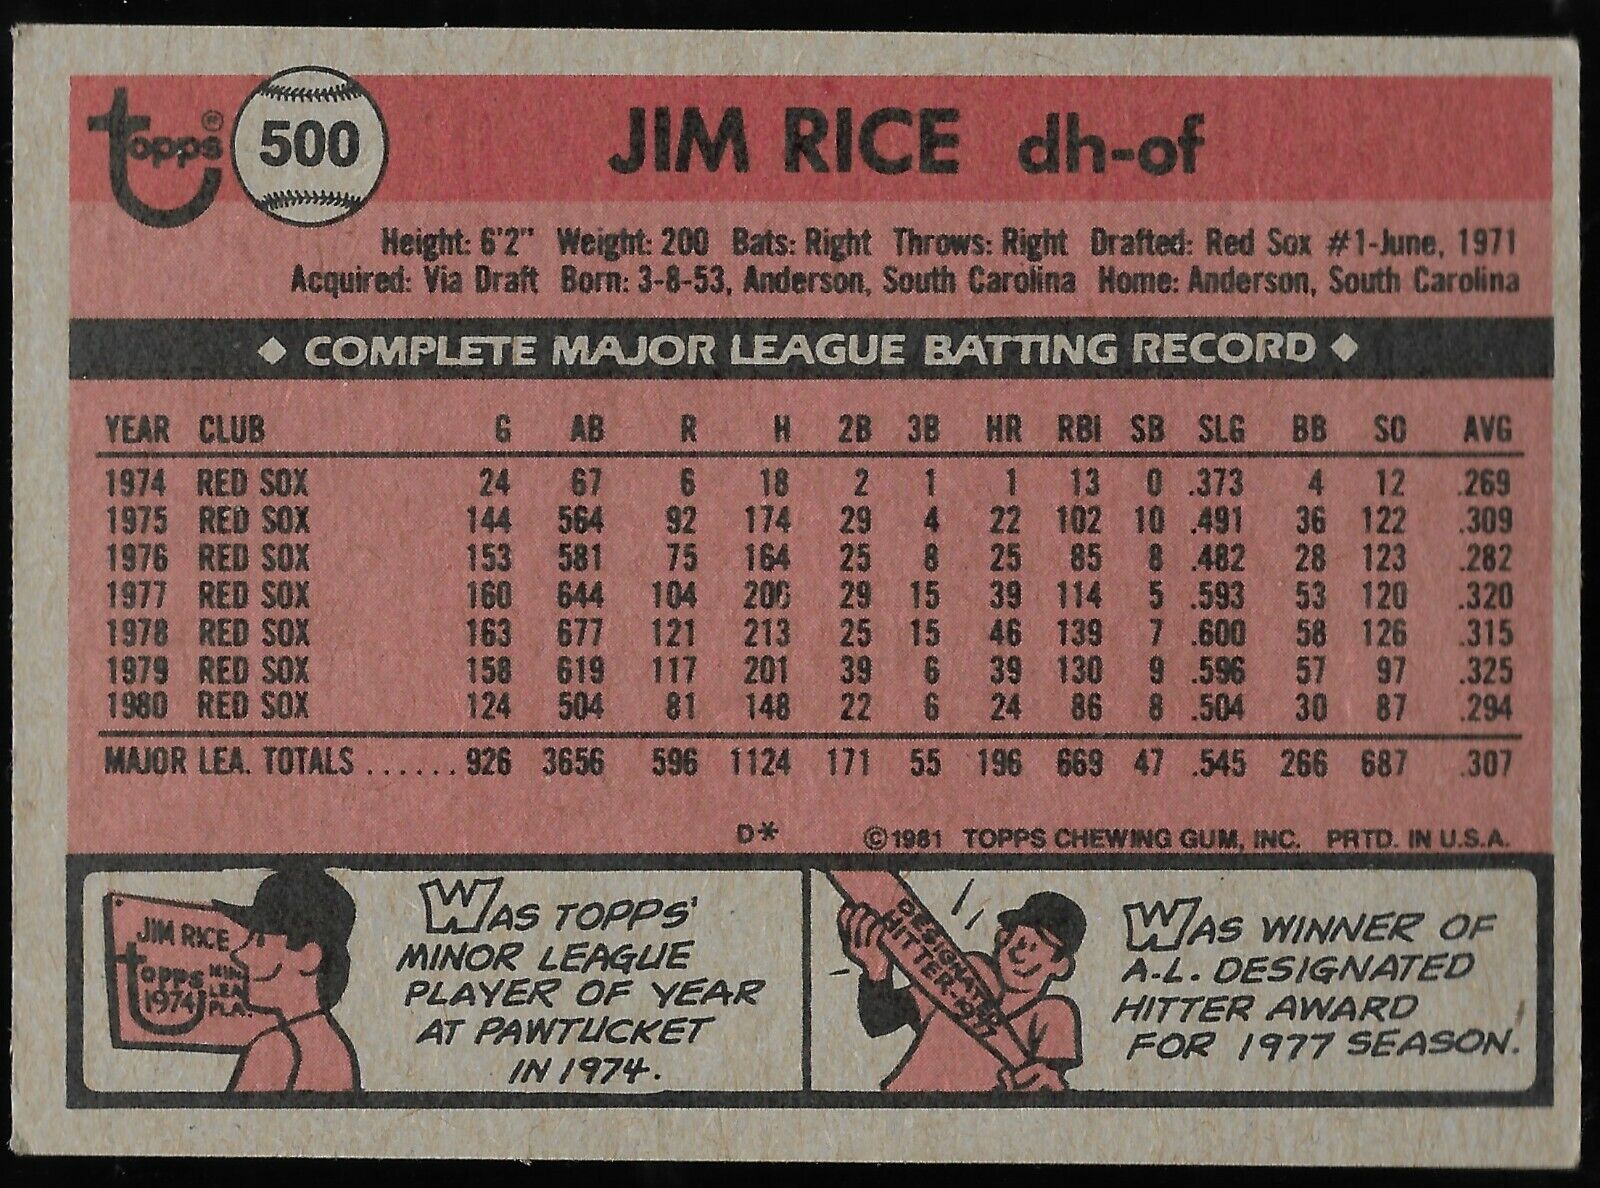 topps® 500 JIM RICE dh-of
Height: 6'2" Weight: 200 Bats: Right Throws: Right Drafted: Red Sox #1-June, 1971
Acquired: Via Draft Born: 3-8-53, Anderson, South Carolina Home: Anderson, South Carolina
◆ COMPLETE MAJOR LEAGUE BATTING RECORD ◆
YEAR CLUB G AB R H 2B 3B HR RBI SB SLG BB SO AVG
1974 RED SOX 24 67 6 18 2 1 1 13 0 .373 4 12 .269
1975 RED SOX 144 564 92 174 29 4 22 102 10 .491 36 122 .309
1976 RED SOX 153 581 75 164 25 8 25 85 8 .482 28 123 .282
1977 RED SOX 160 644 104 206 29 15 39 114 5 .593 53 120 .320
1978 RED SOX 163 677 121 213 25 15 46 139 7 .600 58 126 .315
1979 RED SOX 158 619 117 201 39 6 39 130 9 .596 57 97 .325
1980 RED SOX 124 504 81 148 22 6 24 86 8 .504 30 87 .294
MAJOR LEA. TOTALS ...... 926 3656 596 1124 171 55 196 669 47 .545 266 687 .307
D* ©1981 TOPPS CHEWING GUM, INC. PRTD. IN U.S.A.
JIM RICE
topps MIN
1974 LEA
PLA.
WAS TOPPS'
MINOR LEAGUE
PLAYER OF YEAR
AT PAWTUCKET
IN 1974.
DESIGNATED
HITTER-1977
WAS WINNER OF
A-L. DESIGNATED
HITTER AWARD
FOR 1977 SEASON.